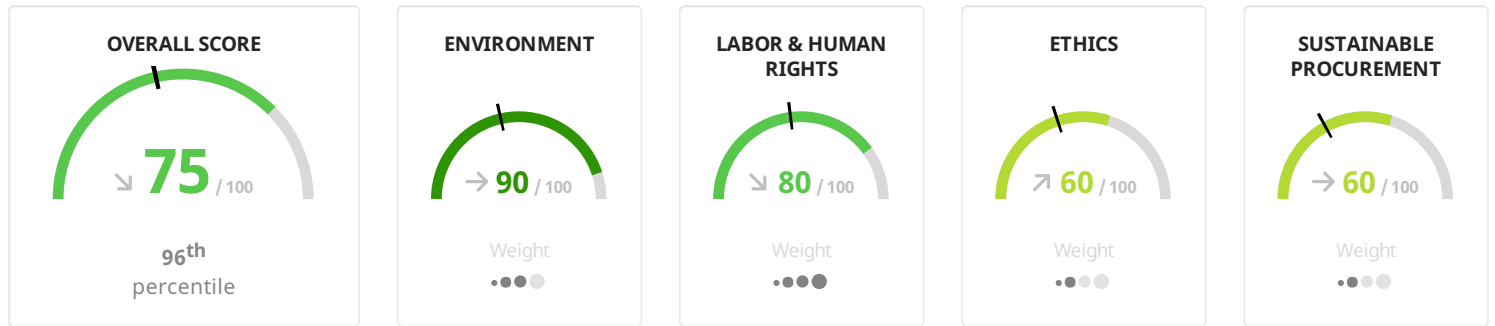 OVERALL SCORE
75 / 100
96th
percentile
ENVIRONMENT
90 / 100
Weight
LABOR & HUMAN
RIGHTS
80 / 100
Weight
ETHICS
60 / 100
Weight
SUSTAINABLE
PROCUREMENT
60 / 100
Weight